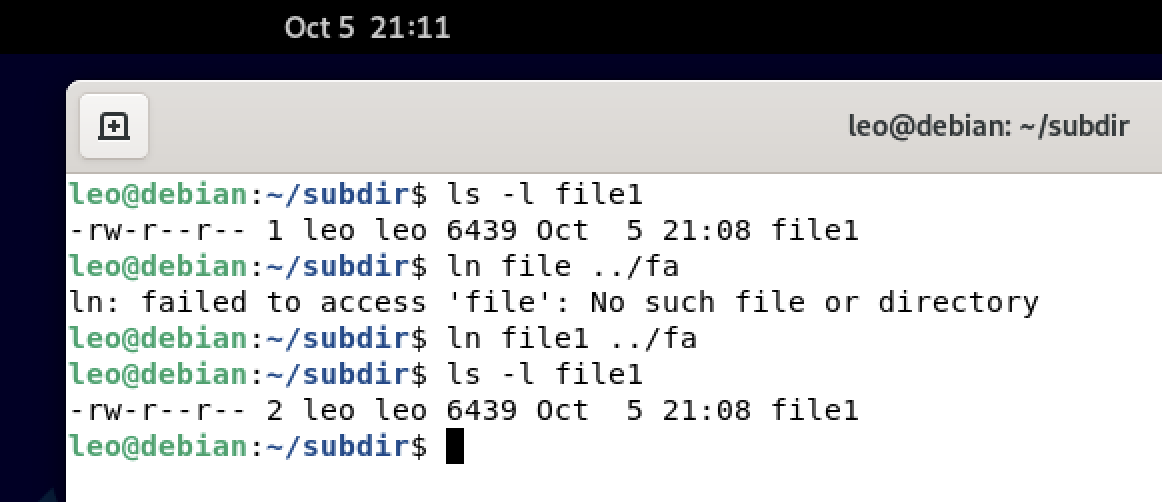 Oct 5 21:11
leo@debian: ~/subdir
leo@debian:~/subdir$ ls -l file1
-rw-r--r-- 1 leo leo 6439 Oct  5 21:08 file1
leo@debian:~/subdir$ ln file ../fa
ln: failed to access 'file': No such file or directory
leo@debian:~/subdir$ ln file1 ../fa
leo@debian:~/subdir$ ls -l file1
-rw-r--r-- 2 leo leo 6439 Oct  5 21:08 file1
leo@debian:~/subdir$